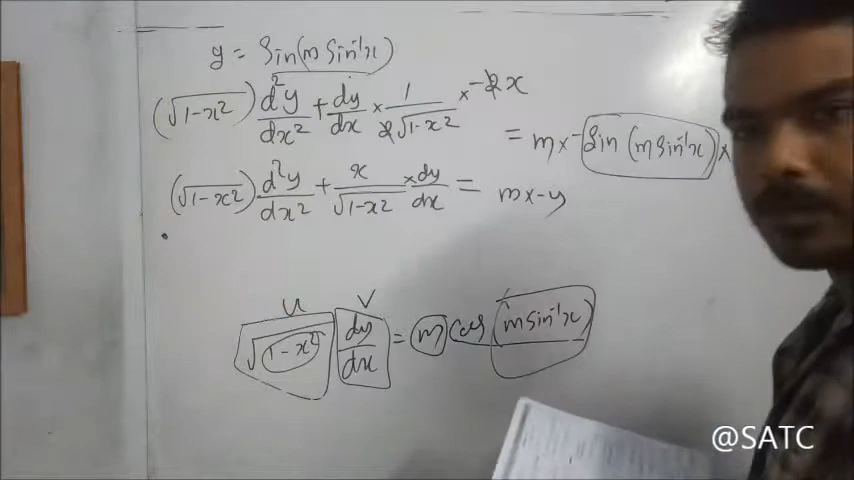 y = Sin(m Sin⁻¹x)
(√1-x²) d²y/dx² + dy/dx × 1/2√1-x² × -2x = m x - Sin (m Sin⁻¹x) x
(√1-x²) d²y/dx² + x/√1-x² × dy/dx = m x - y
U V
√1-x² dy/dx = m Cos (m sin⁻¹x)
@SATC